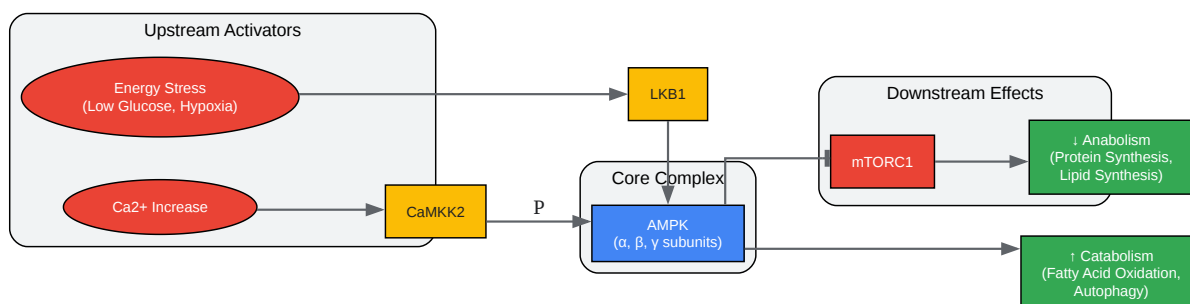 Upstream Activators
Energy Stress
(Low Glucose, Hypoxia)
LKB1
Downstream Effects
mTORC1
↓ Anabolism
(Protein Synthesis,
Lipid Synthesis)
Core Complex
Ca2+ Increase
CaMKK2
P
AMPK
(α, β, γ subunits)
↑ Catabolism
(Fatty Acid Oxidation,
Autophagy)